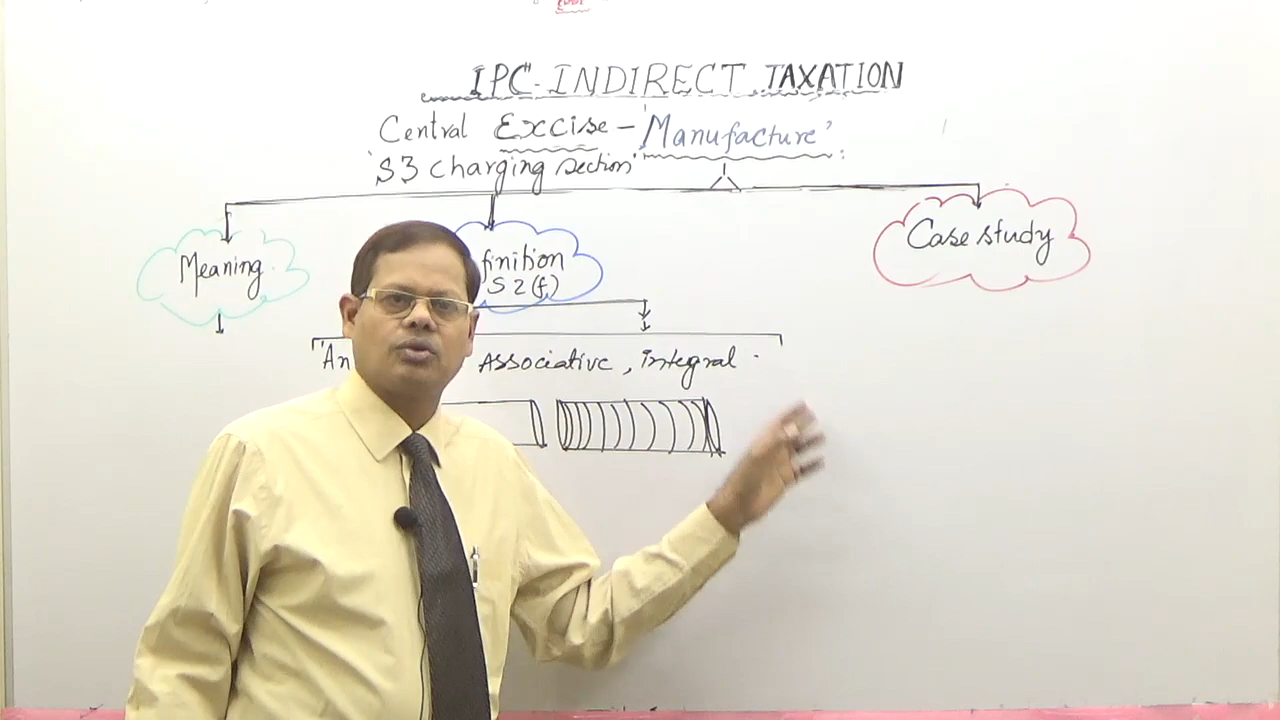 IPC-INDIRECT TAXATION
Central Excise - 'Manufacture'
'S3 charging section'
Meaning
finition
S 2(f)
Case study
'An
Associative, integral